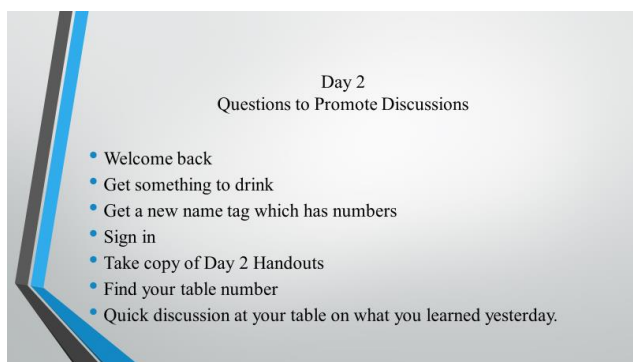 Day 2
Questions to Promote Discussions
• Welcome back
• Get something to drink
• Get a new name tag which has numbers
• Sign in
• Take copy of Day 2 Handouts
• Find your table number
• Quick discussion at your table on what you learned yesterday.